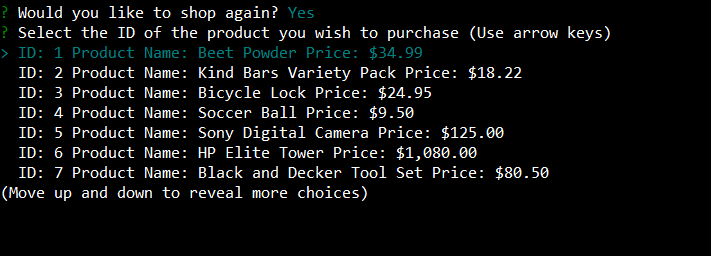 ? Would you like to shop again? Yes
? Select the ID of the product you wish to purchase (Use arrow keys)
> ID: 1 Product Name: Beet Powder Price: $34.99
ID: 2 Product Name: Kind Bars Variety Pack Price: $18.22
ID: 3 Product Name: Bicycle Lock Price: $24.95
ID: 4 Product Name: Soccer Ball Price: $9.50
ID: 5 Product Name: Sony Digital Camera Price: $125.00
ID: 6 Product Name: HP Elite Tower Price: $1,080.00
ID: 7 Product Name: Black and Decker Tool Set Price: $80.50
(Move up and down to reveal more choices)